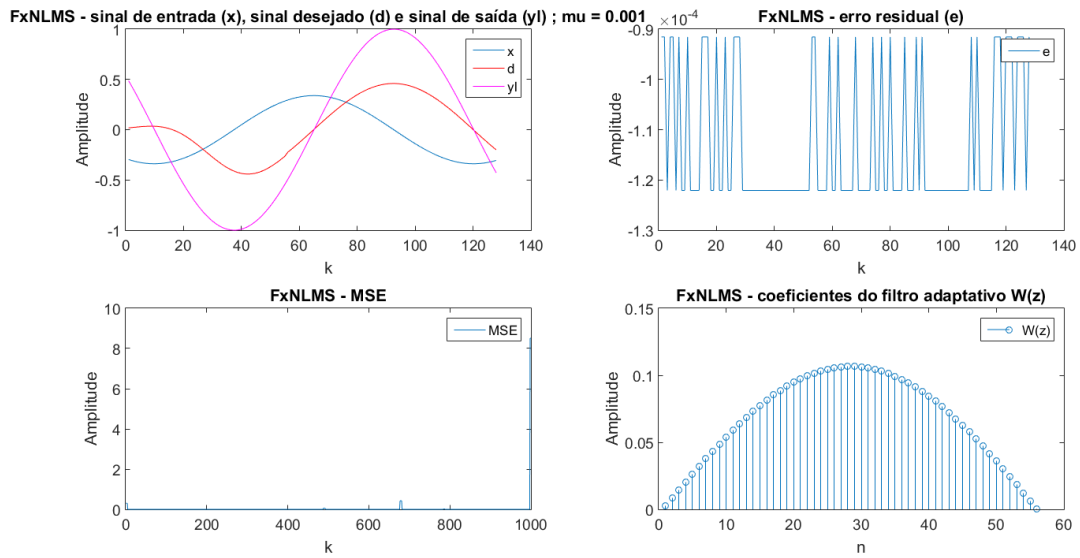 FxNLMS - sinal de entrada (x), sinal desejado (d) e sinal de saída (yl) ; mu = 0.001
1
0.5
0
-0.5
-1
Amplitude
x
d
yl
0 20 40 60 80 100 120 140
k
FxNLMS - erro residual (e)
×10⁻⁴
-0.9
-1
-1.1
-1.2
-1.3
Amplitude
e
0 20 40 60 80 100 120 140
k
FxNLMS - MSE
10
8
6
4
2
0
Amplitude
MSE
0 200 400 600 800 1000
k
FxNLMS - coeficientes do filtro adaptativo W(z)
0.15
0.1
0.05
0
Amplitude
W(z)
0 10 20 30 40 50 60
n